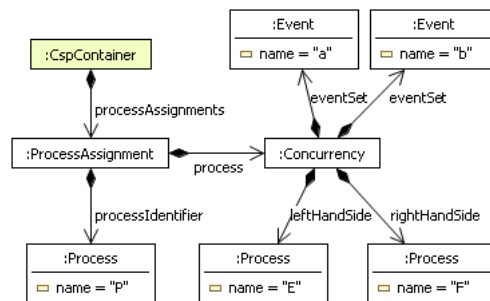 :Event
name = "a"
:Event
name = "b"
:CspContainer
eventSet
eventSet
processAssignments
:ProcessAssignment
process
:Concurrency
processIdentifier
leftHandSide
rightHandSide
:Process
name = "P"
:Process
name = "E"
:Process
name = "F"